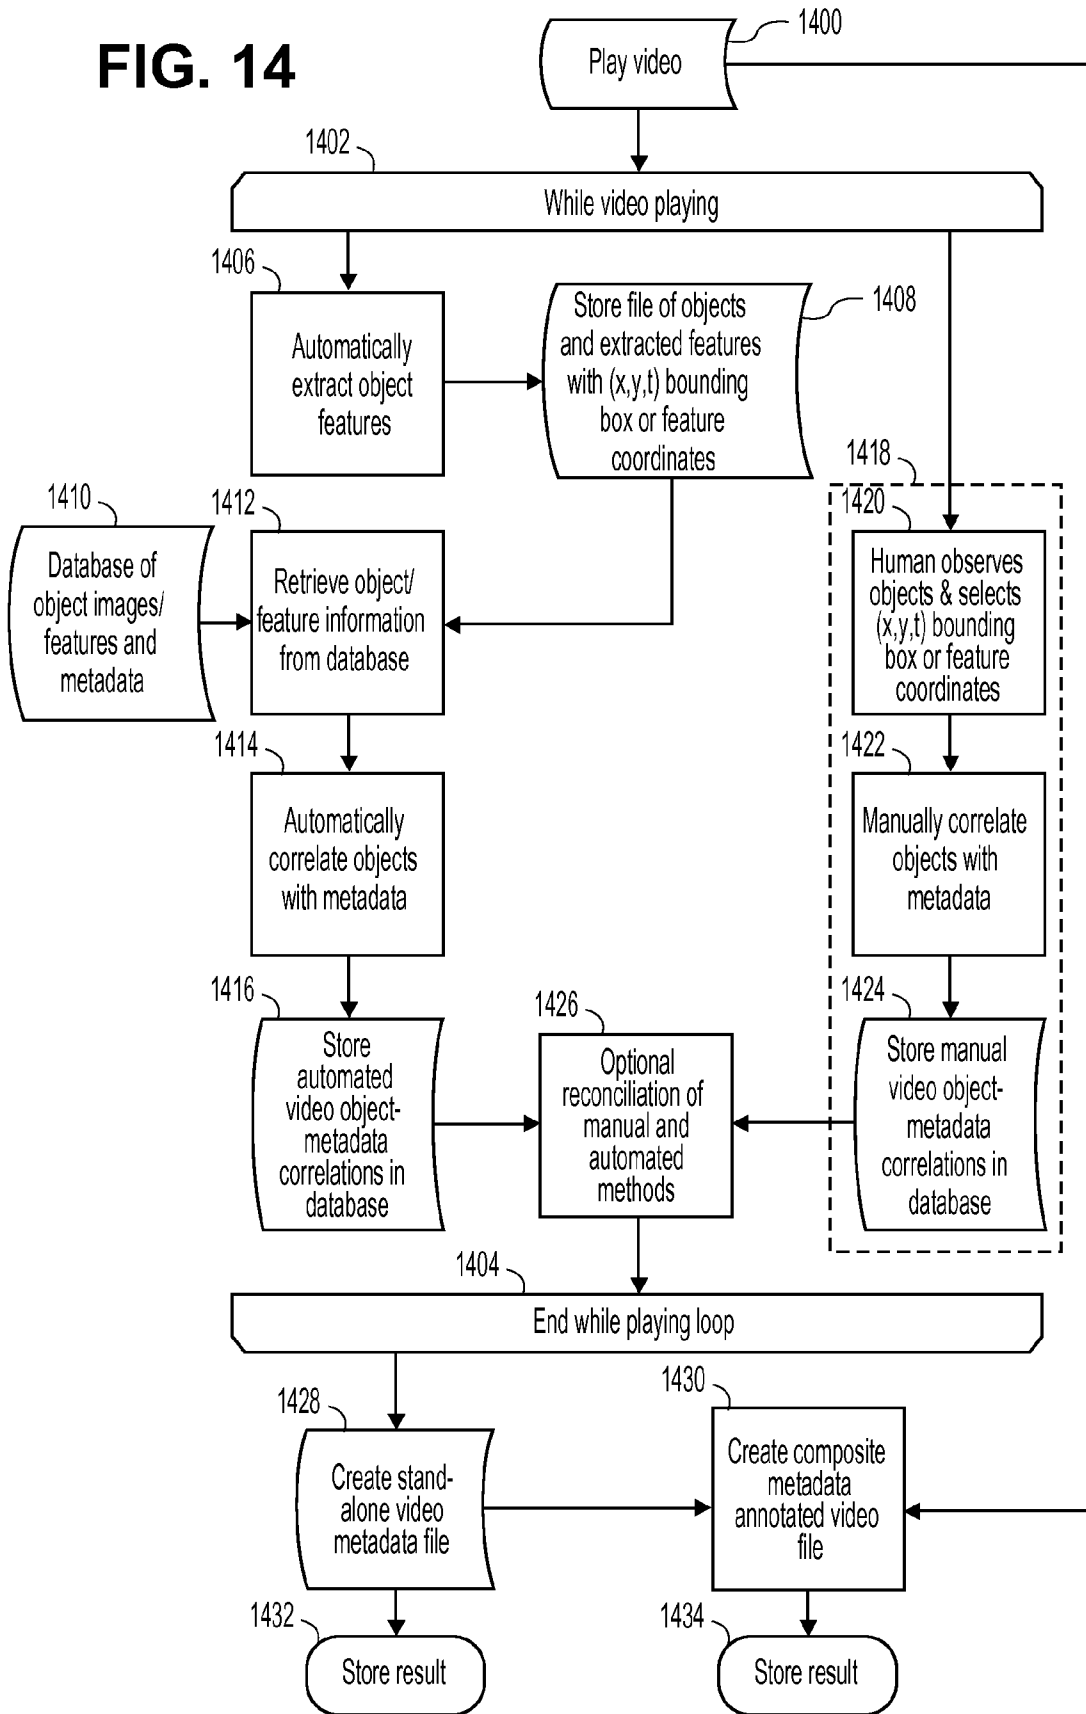 FIG. 14
1400
Play video
1402
While video playing
1406
Automatically
extract object
features
1408
Store file of objects
and extracted features
with (x,y,t) bounding
box or feature
coordinates
1410
Database of
object images/
features and
metadata
1412
Retrieve object/
feature information
from database
1418
1420
Human observes
objects & selects
(x,y,t) bounding
box or feature
coordinates
1414
Automatically
correlate objects
with metadata
1422
Manually correlate
objects with
metadata
1416
Store
automated
video object-
metadata
correlations in
database
1426
Optional
reconciliation of
manual and
automated
methods
1424
Store manual
video object-
metadata
correlations in
database
1404
End while playing loop
1428
Create stand-
alone video
metadata file
1430
Create composite
metadata
annotated video
file
1432
Store result
1434
Store result